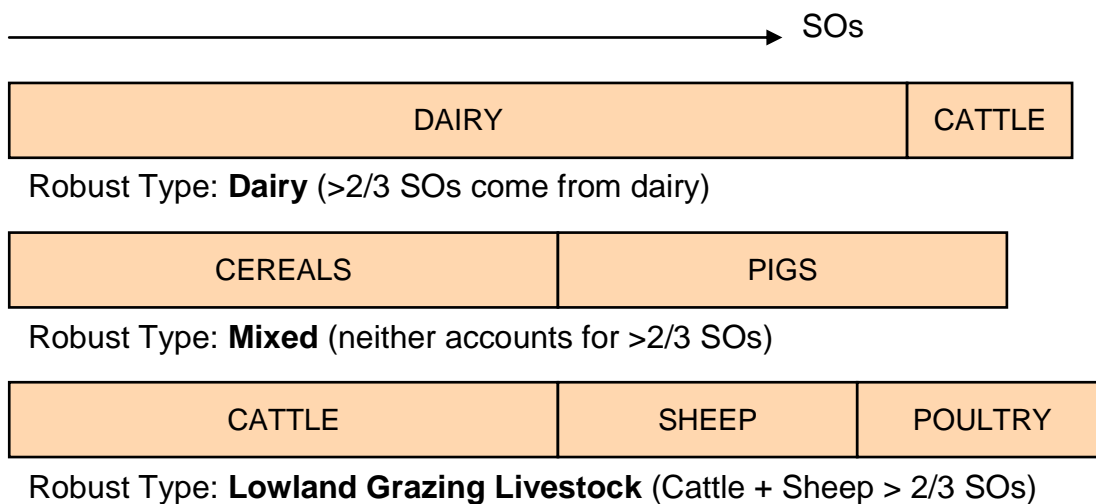 SOs
DAIRY CATTLE
Robust Type: Dairy (>2/3 SOs come from dairy)
CEREALS PIGS
Robust Type: Mixed (neither accounts for >2/3 SOs)
CATTLE SHEEP POULTRY
Robust Type: Lowland Grazing Livestock (Cattle + Sheep > 2/3 SOs)